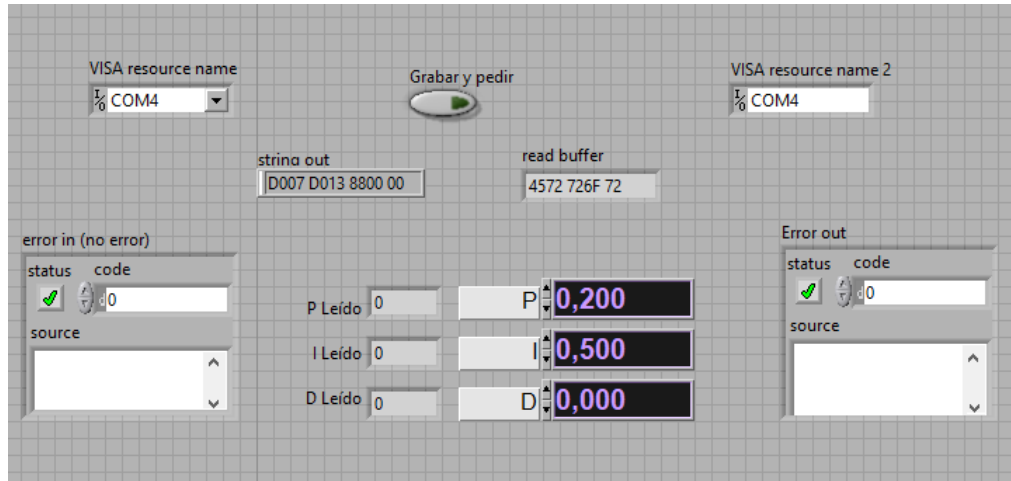 VISA resource name
COM4
Grabar y pedir
VISA resource name 2
COM4
string out
D007 D013 8800 00
read buffer
4572 726F 72
error in (no error)
status code
d 0
source
Error out
status code
d 0
source
P Leído 0
P 0,200
I Leído 0
I 0,500
D Leído 0
D 0,000